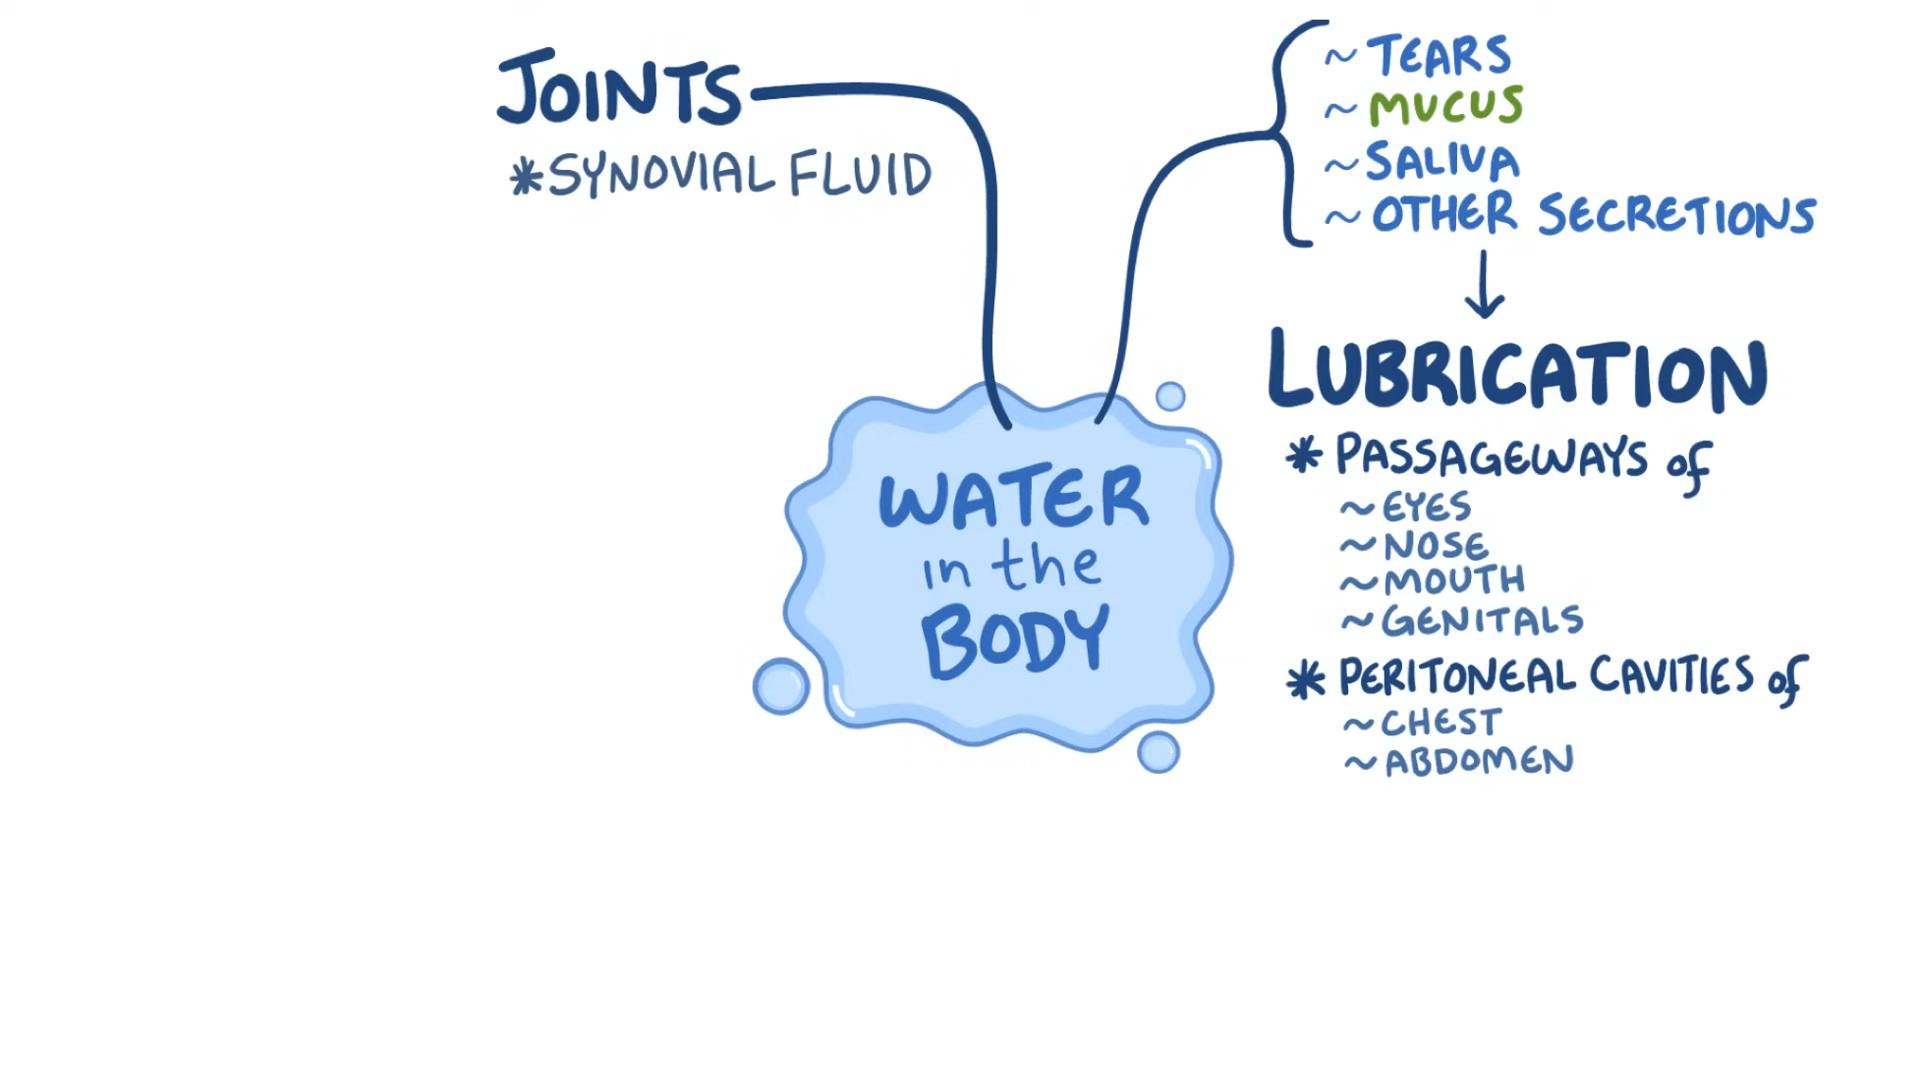 JOINTS
*SYNOVIAL FLUID
~ TEARS
~ MUCUS
~ SALIVA
~ OTHER SECRETIONS
LUBRICATION
* PASSAGEWAYS of
~ EYES
~ NOSE
~ MOUTH
~ GENITALS
* PERITONEAL CAVITIES of
~ CHEST
~ ABDOMEN
WATER
in the
BODY